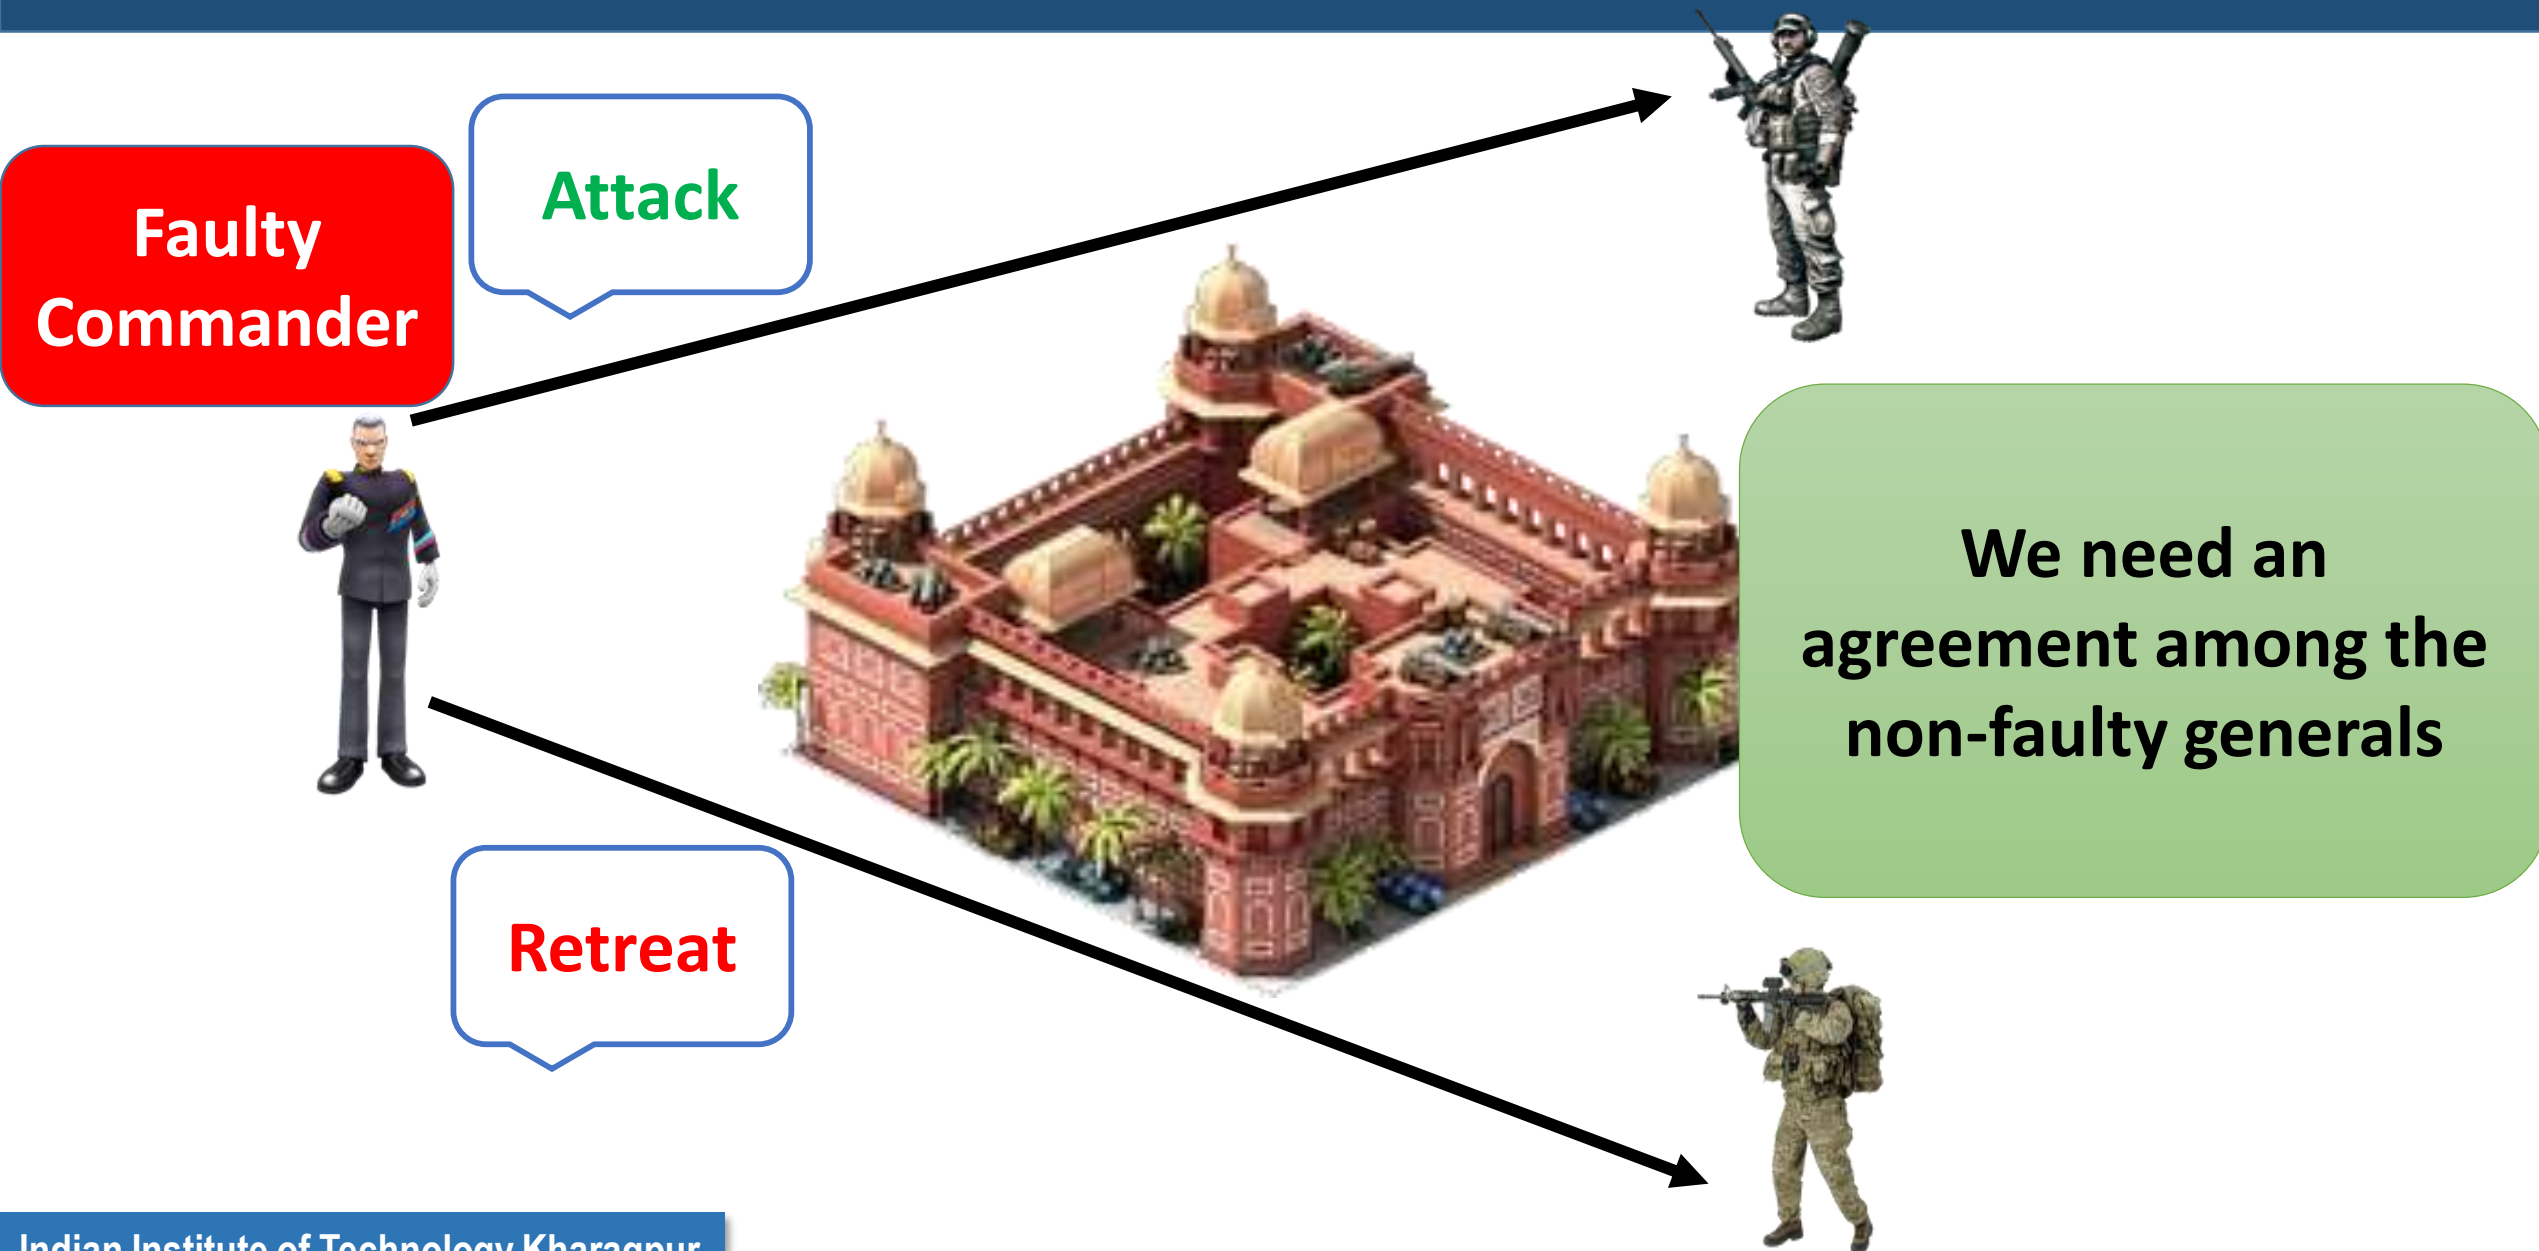 Attack
Faulty
Commander
We need an
agreement among the
non-faulty generals
Retreat
Indian Institute of Technology Kharagpur